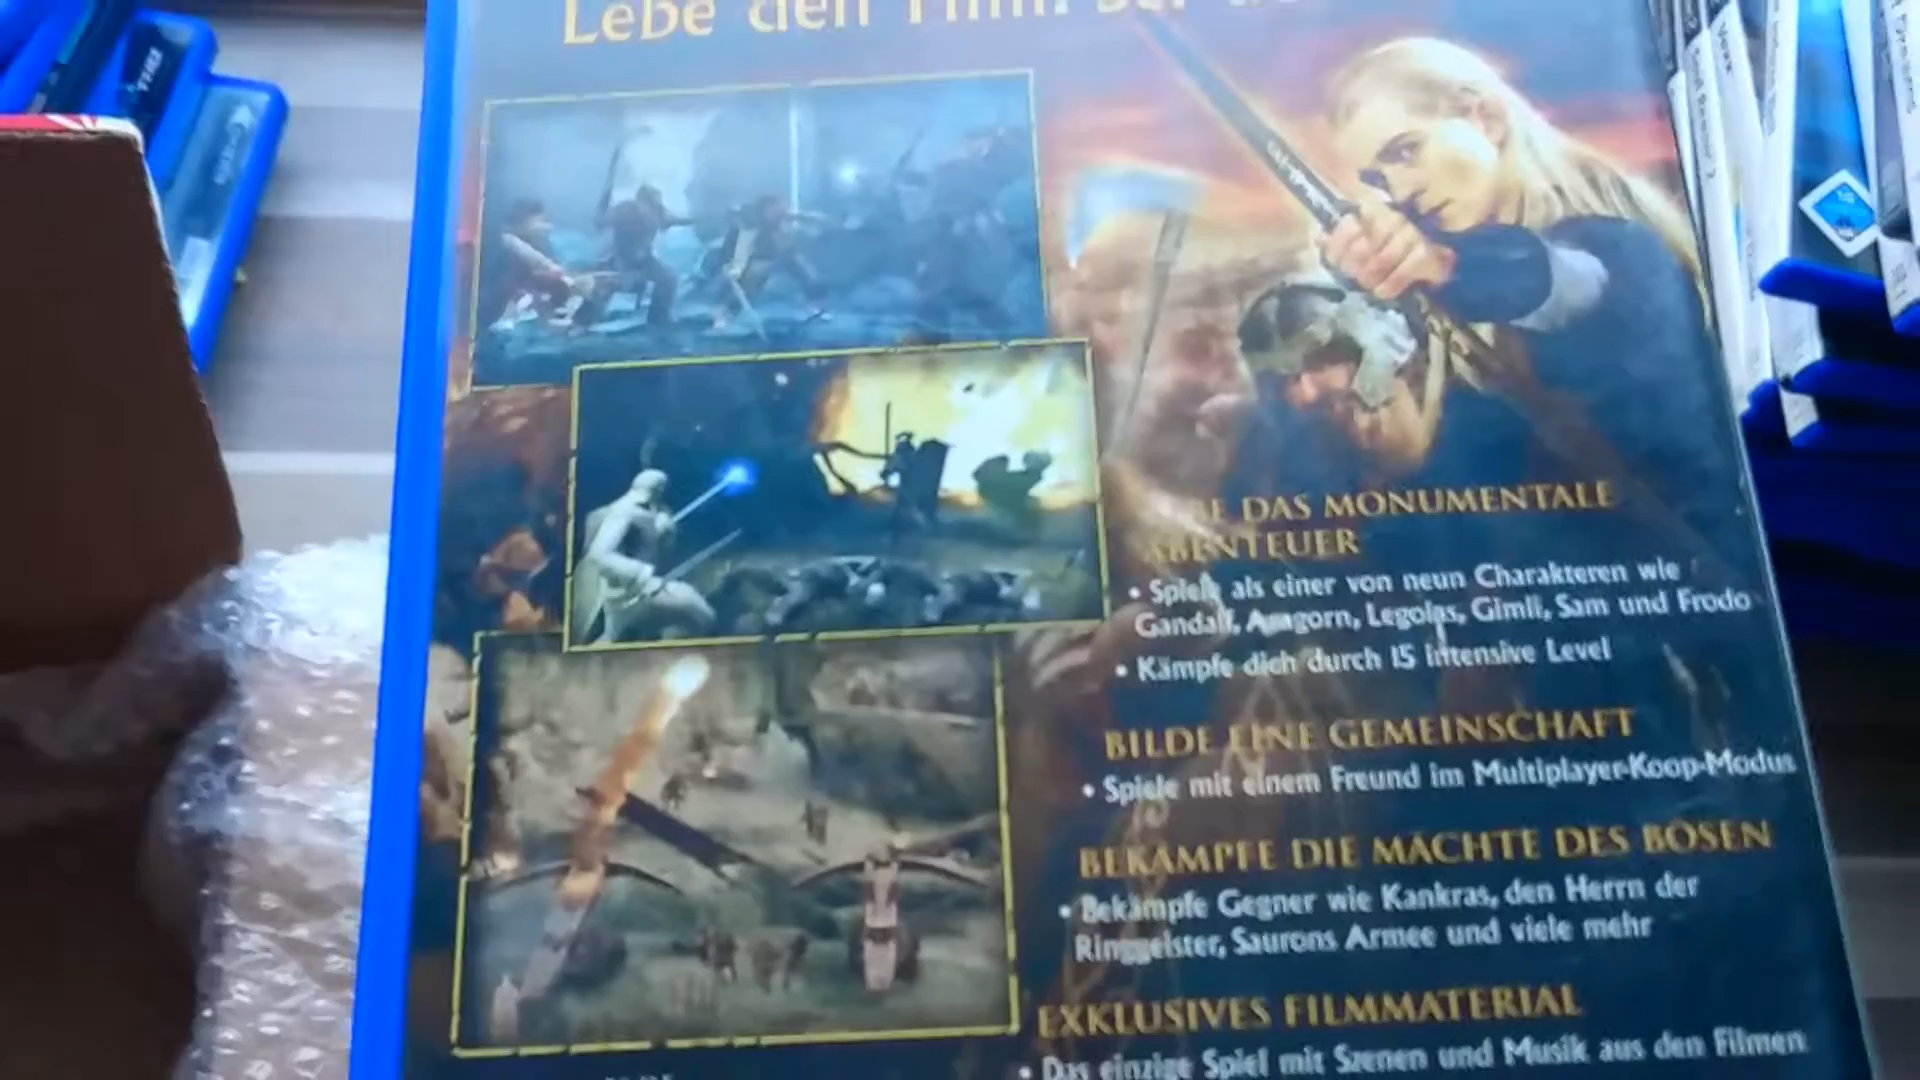 Lebe den Film.
BE DAS MONUMENTALE
ABENTEUER
• Spiele als einer von neun Charakteren wie
Gandalf, Aragorn, Legolas, Gimli, Sam und Frodo
• Kämpfe dich durch 15 intensive Level
BILDE EINE GEMEINSCHAFT
• Spiele mit einem Freund im Multiplayer-Koop-Modus
BEKÄMPFE DIE MÄCHTE DES BÖSEN
• Bekämpfe Gegner wie Kankras, den Herrn der
Ringgeister, Saurons Armee und viele mehr
EXKLUSIVES FILMMATERIAL
• Das einzige Spiel mit Szenen und Musik aus den Filmen